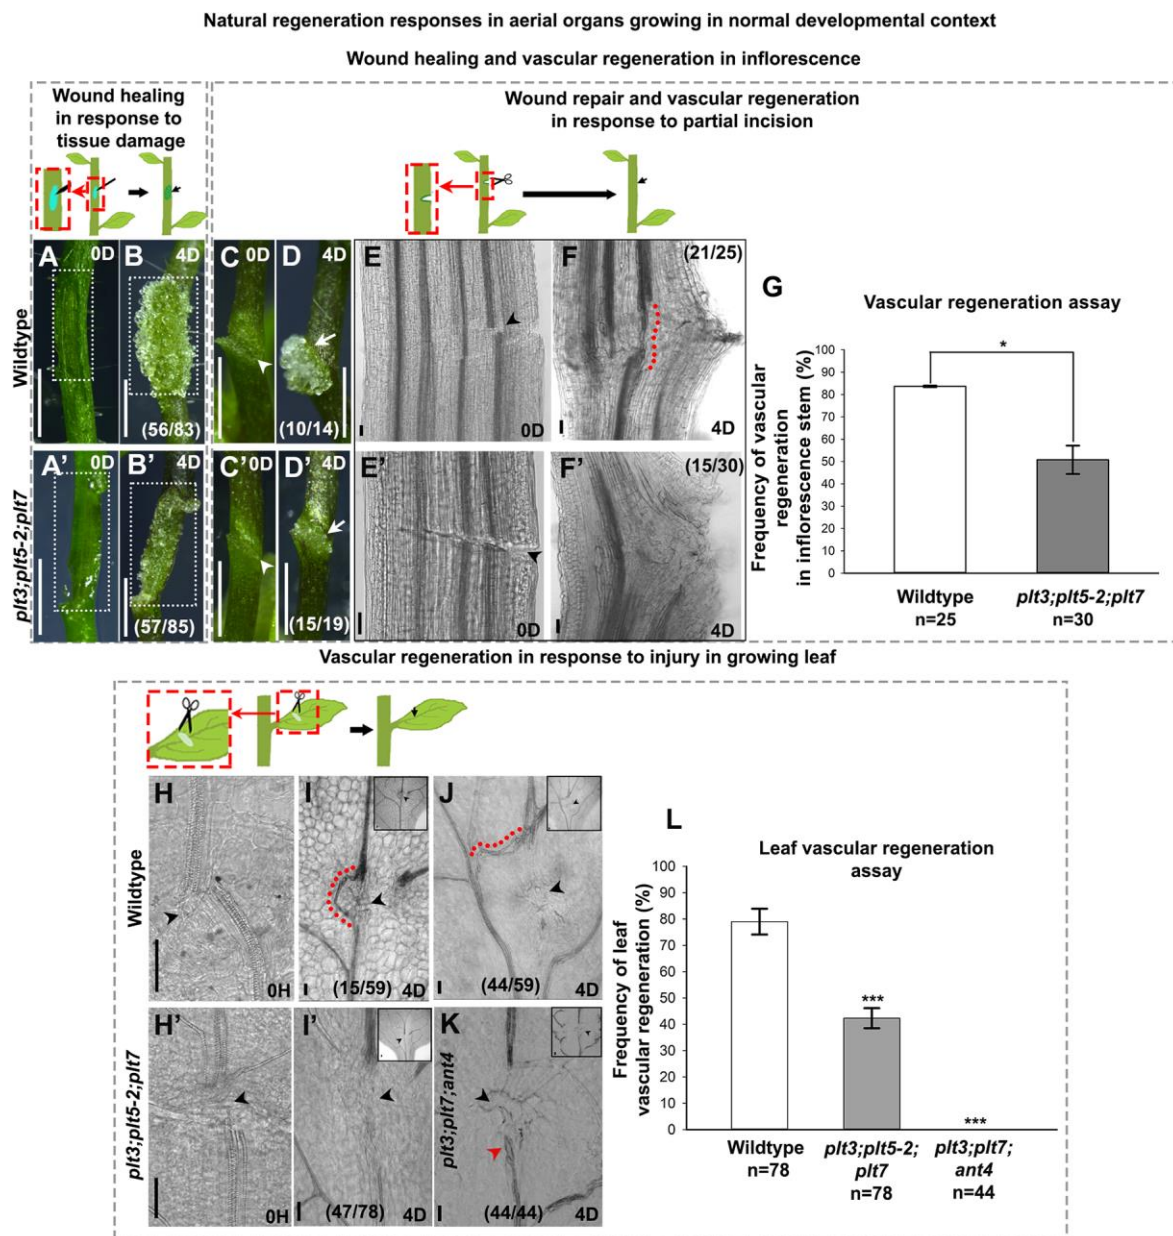 Natural regeneration responses in aerial organs growing in normal developmental context
Wound healing and vascular regeneration in inflorescence
Wound healing
in response to
tissue damage
Wound repair and vascular regeneration
in response to partial incision
Wildtype
A 0D
B 4D
(56/83)
C 0D
D 4D
(10/14)
E
0D
F (21/25)
4D
plt3;plt5-2;plt7
A' 0D
B' 4D
(57/85)
C' 0D
D' 4D
(15/19)
E'
0D
F' (15/30)
4D
G
Vascular regeneration assay
Frequency of vascular
regeneration
in inflorescence stem (%)
100
90
80
70
60
50
40
30
20
10
0
*
Wildtype
n=25
plt3;plt5-2;plt7
n=30
Vascular regeneration in response to injury in growing leaf
Wildtype
H
0H
I
(15/59)
4D
J
(44/59)
4D
plt3;plt5-2;plt7
H'
0H
I'
(47/78)
4D
K
plt3;plt7;ant4
(44/44)
4D
L
Leaf vascular regeneration
assay
Frequency of leaf
vascular regeneration (%)
100
90
80
70
60
50
40
30
20
10
0
***
***
Wildtype
n=78
plt3;plt5-2;
plt7
n=78
plt3;plt7;
ant4
n=44